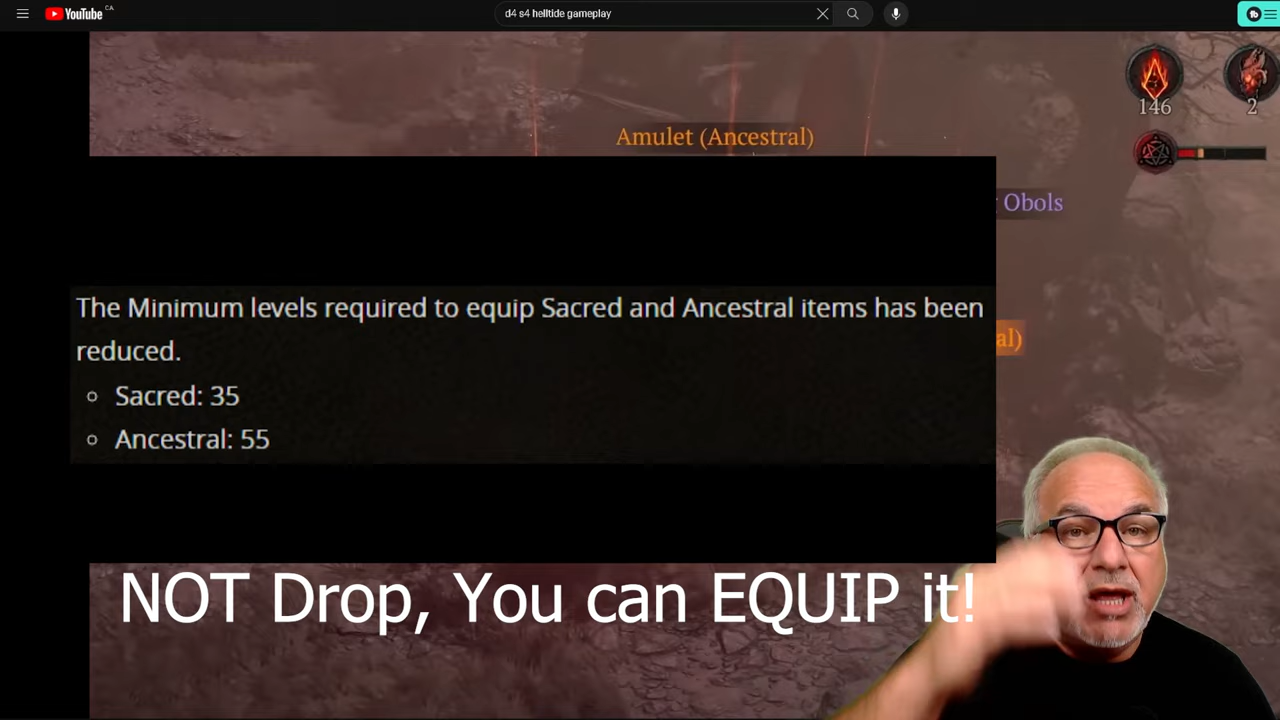 YouTube CA
d4 s4 helltide gameplay
146
2
Amulet (Ancestral)
Obols
The Minimum levels required to equip Sacred and Ancestral items has been
reduced.
al)
Sacred: 35
Ancestral: 55
NOT Drop, You can EQUIP it!